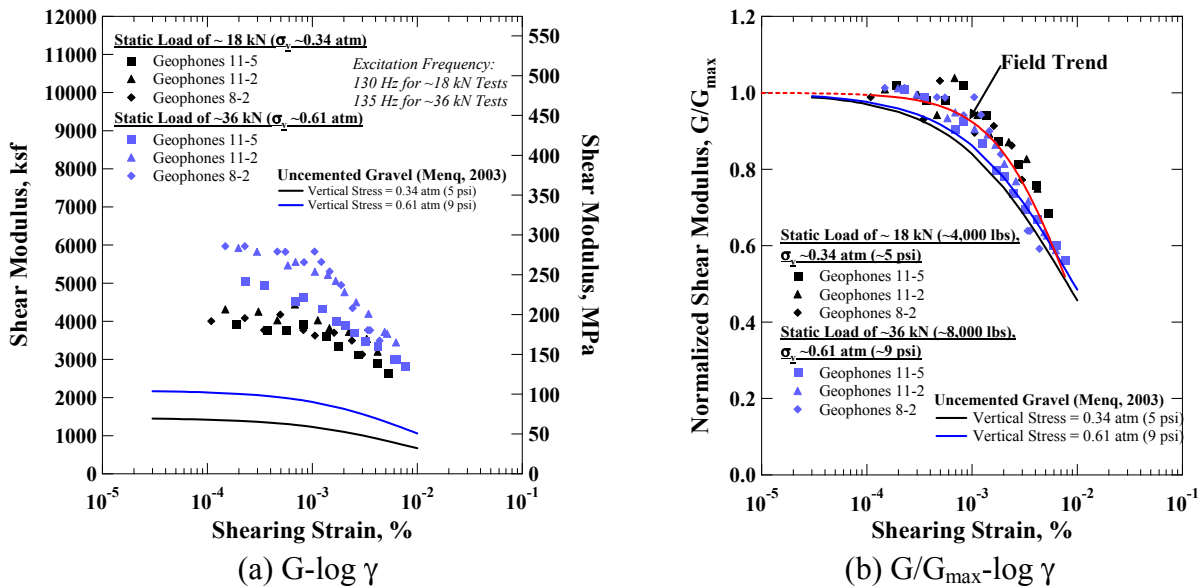 12000
11000
10000
9000
8000
7000
6000
5000
4000
3000
2000
1000
0
Shear Modulus, ksf
Static Load of ~ 18 kN (σv ~0.34 atm)
Geophones 11-5
Geophones 11-2
Geophones 8-2
Static Load of ~36 kN (σv ~0.61 atm)
Geophones 11-5
Geophones 11-2
Geophones 8-2
Excitation Frequency:
130 Hz for ~18 kN Tests
135 Hz for ~36 kN Tests
Uncemented Gravel (Menq, 2003)
Vertical Stress = 0.34 atm (5 psi)
Vertical Stress = 0.61 atm (9 psi)
550
500
450
400
350
300
250
200
150
100
50
0
Shear Modulus, MPa
10⁻⁵ 10⁻⁴ 10⁻³ 10⁻² 10⁻¹
Shearing Strain, %
(a) G-log γ
1.2
1.0
0.8
0.6
0.4
0.2
0.0
Normalized Shear Modulus, G/Gmax
Field Trend
Static Load of ~ 18 kN (~4,000 lbs),
σv ~0.34 atm (~5 psi)
Geophones 11-5
Geophones 11-2
Geophones 8-2
Static Load of ~36 kN (~8,000 lbs),
σv ~0.61 atm (~9 psi)
Geophones 11-5
Geophones 11-2
Geophones 8-2
Uncemented Gravel (Menq, 2003)
Vertical Stress = 0.34 atm (5 psi)
Vertical Stress = 0.61 atm (9 psi)
10⁻⁵ 10⁻⁴ 10⁻³ 10⁻² 10⁻¹
Shearing Strain, %
(b) G/Gmax-log γ